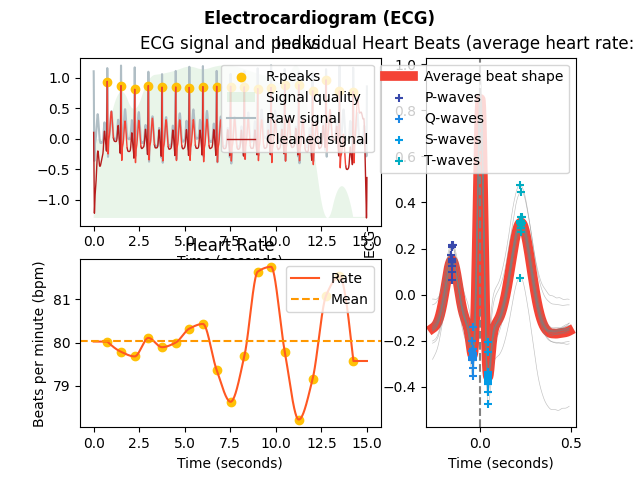 Electrocardiogram (ECG)
ECG signal and peaks
Individual Heart Beats (average heart rate:
R-peaks
Signal quality
Raw signal
Cleaned signal
1.0
0.5
0.0
−0.5
−1.0
0.0 2.5 5.0 7.5 10.0 12.5 15.0
Time (seconds)
Heart Rate
Rate
Mean
Beats per minute (bpm)
81
80
79
0.0 2.5 5.0 7.5 10.0 12.5 15.0
Time (seconds)
ECG
Average beat shape
P-waves
Q-waves
S-waves
T-waves
1.0
0.8
0.6
0.4
0.2
0.0
−0.2
−0.4
0.0 0.5
Time (seconds)